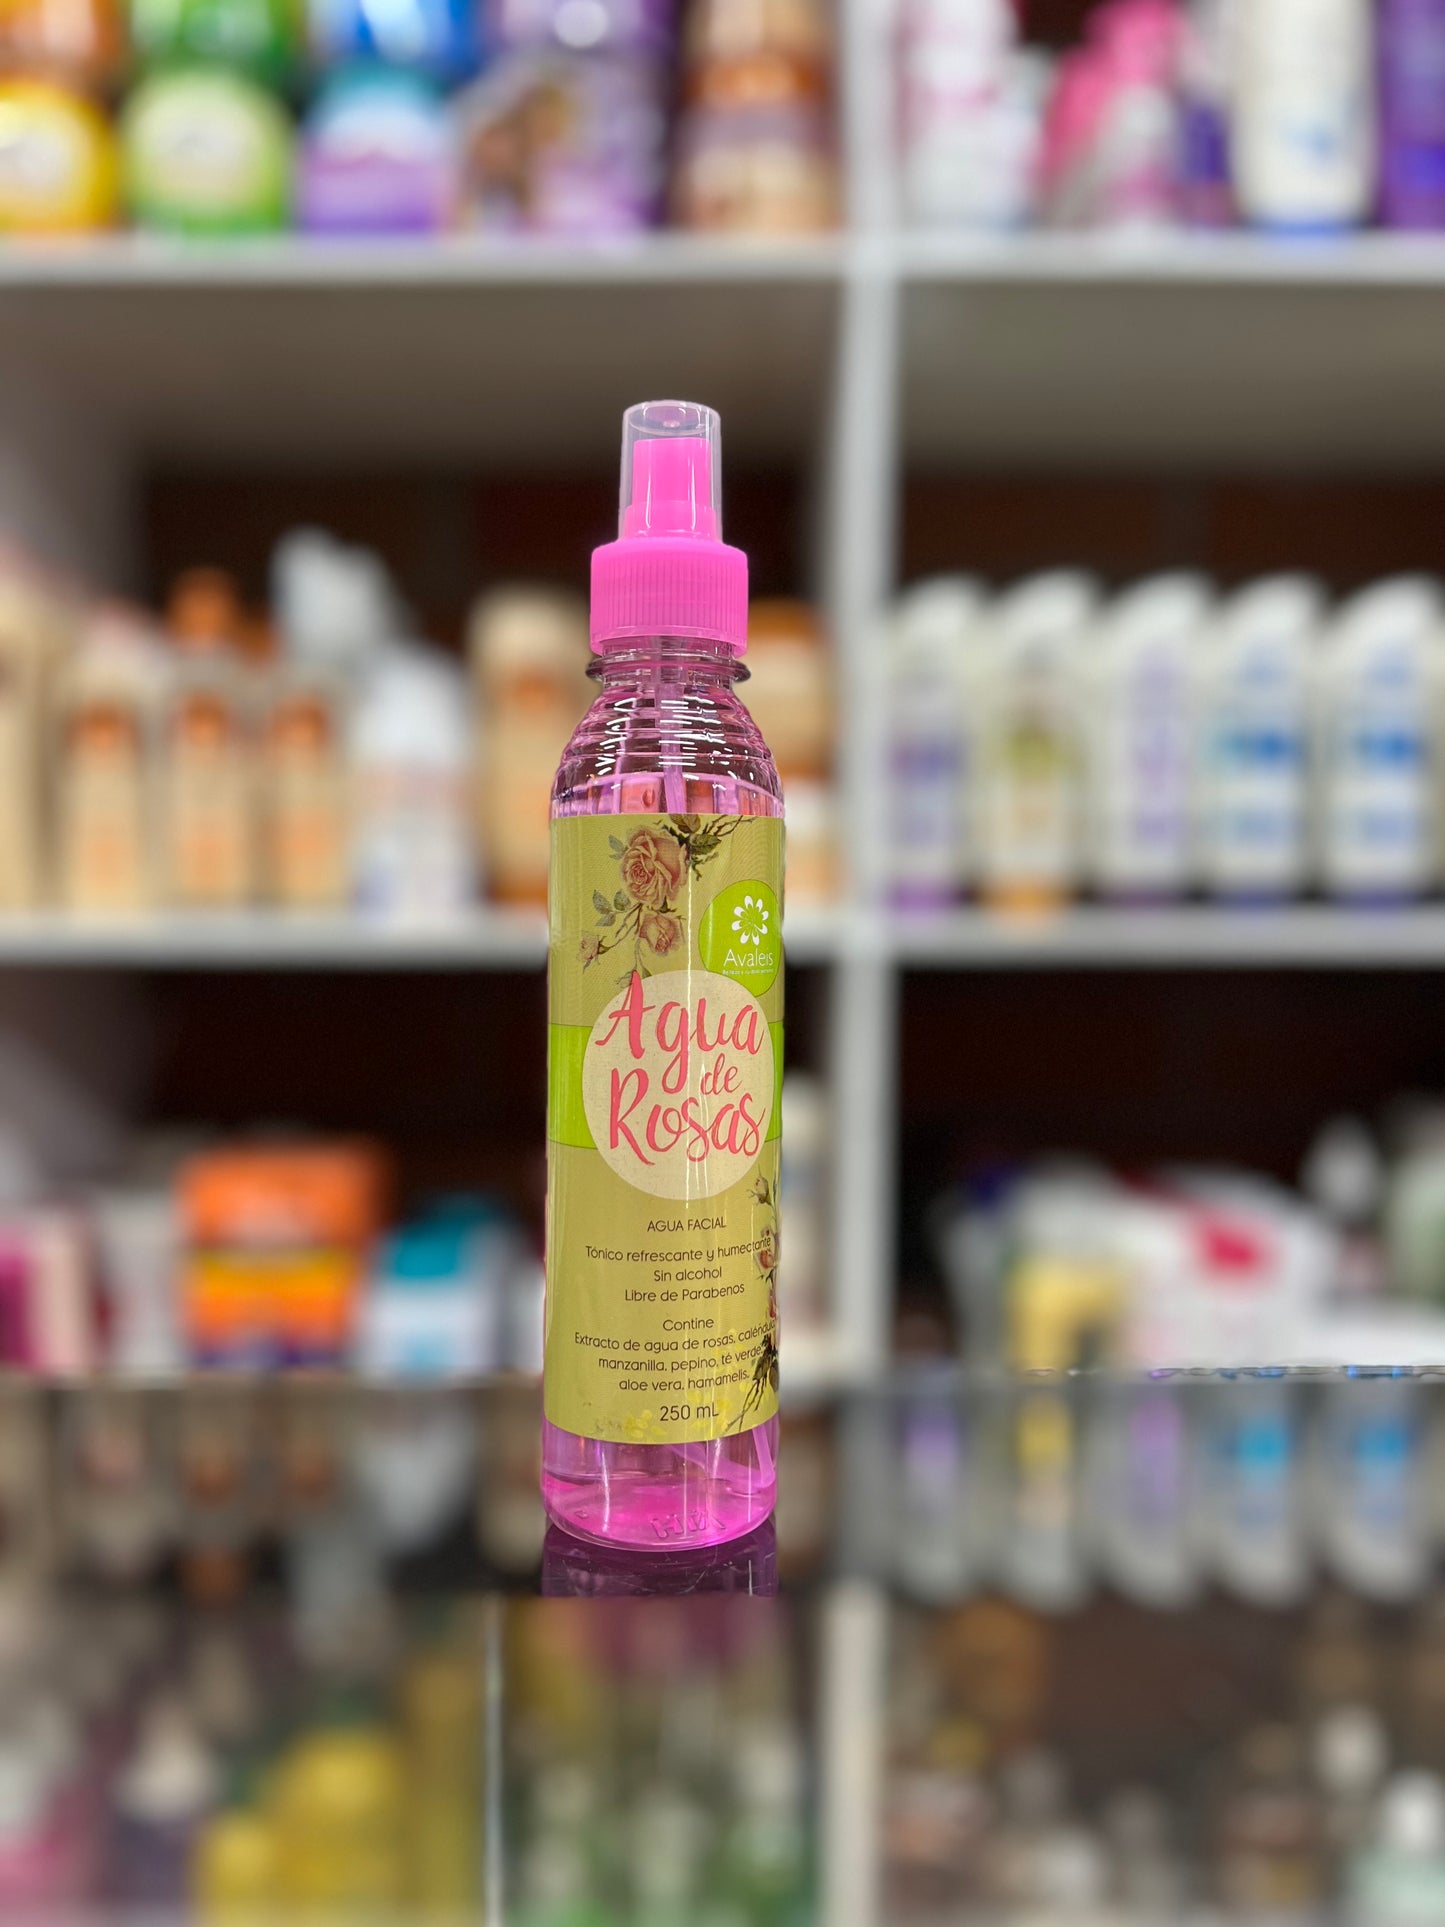 Avaleis
Agua
de
Rosas
AGUA FACIAL
Tónico refrescante y humectante
Sin alcohol
Libre de Parabenos
Contine
Extracto de agua de rosas, caléndula,
manzanilla, pepino, té verde,
aloe vera, hamamelis.
250 mL